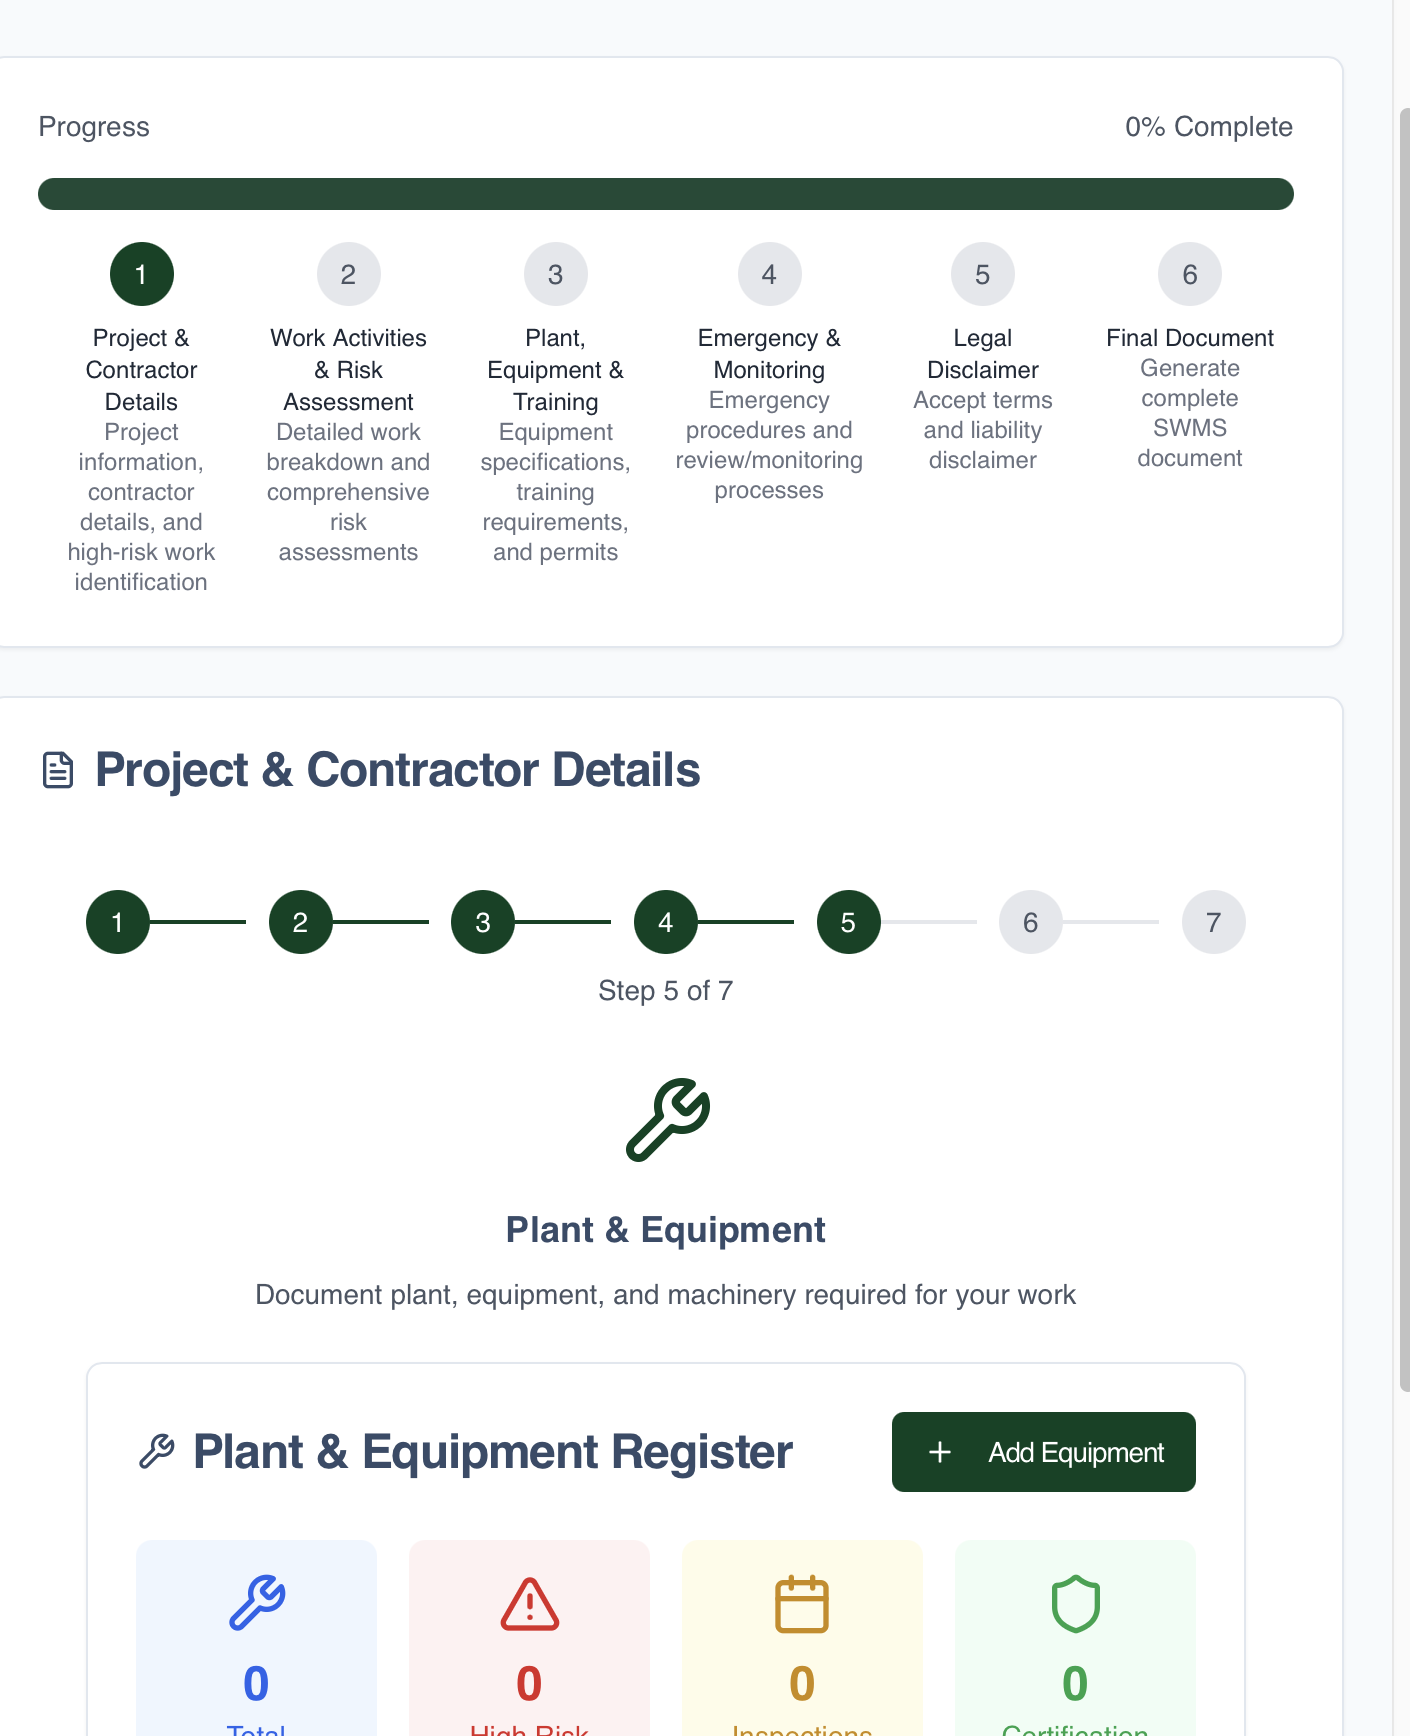 Progress
0% Complete
1
2
3
4
5
6
Project &
Contractor
Details
Project
information,
contractor
details, and
high-risk work
identification
Work Activities
& Risk
Assessment
Detailed work
breakdown and
comprehensive
risk
assessments
Plant,
Equipment &
Training
Equipment
specifications,
training
requirements,
and permits
Emergency &
Monitoring
Emergency
procedures and
review/monitoring
processes
Legal
Disclaimer
Accept terms
and liability
disclaimer
Final Document
Generate
complete
SWMS
document
Project & Contractor Details
1
2
3
4
5
6
7
Step 5 of 7
Plant & Equipment
Document plant, equipment, and machinery required for your work
Plant & Equipment Register
+ Add Equipment
0
Total
0
High Risk
0
Inspections
0
Certification